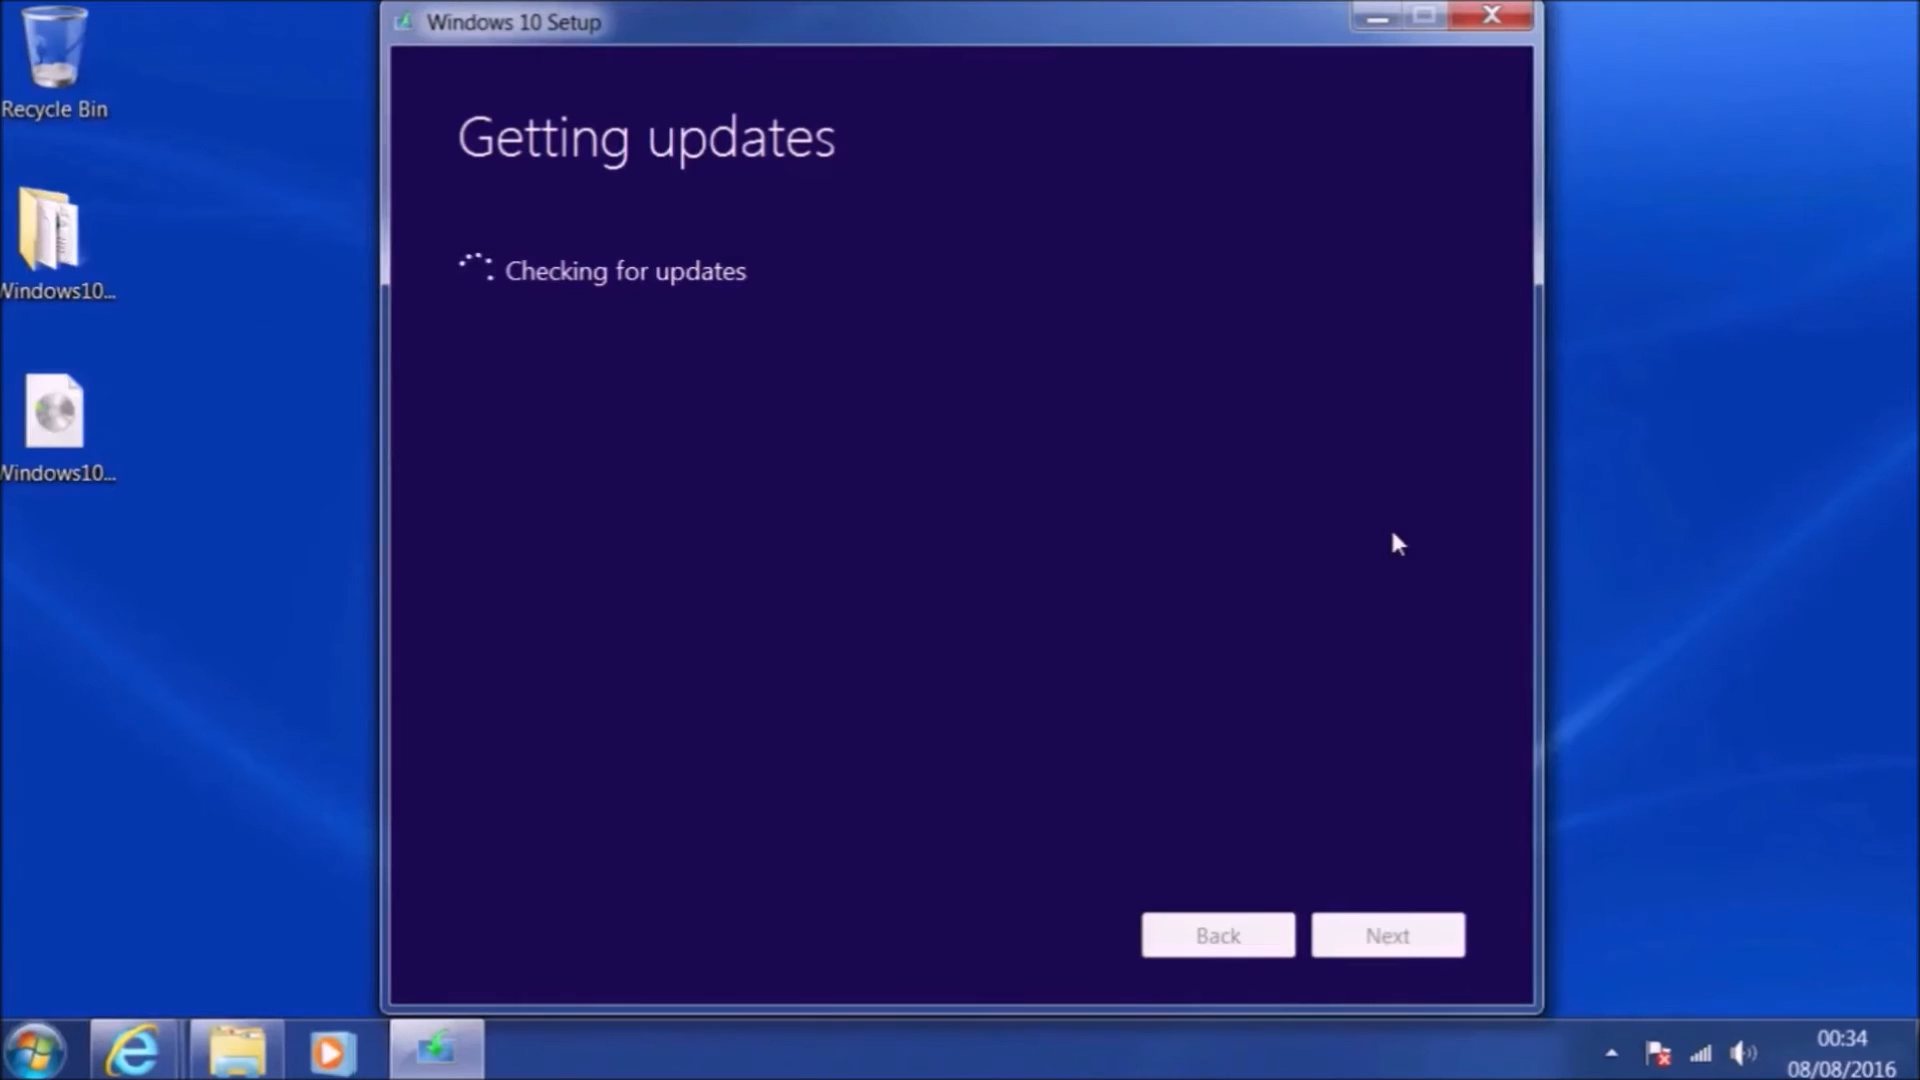 Windows 10 Setup
Recycle Bin
Getting updates
Checking for updates
Windows10...
Windows10...
Back
Next
00:34
08/08/2016